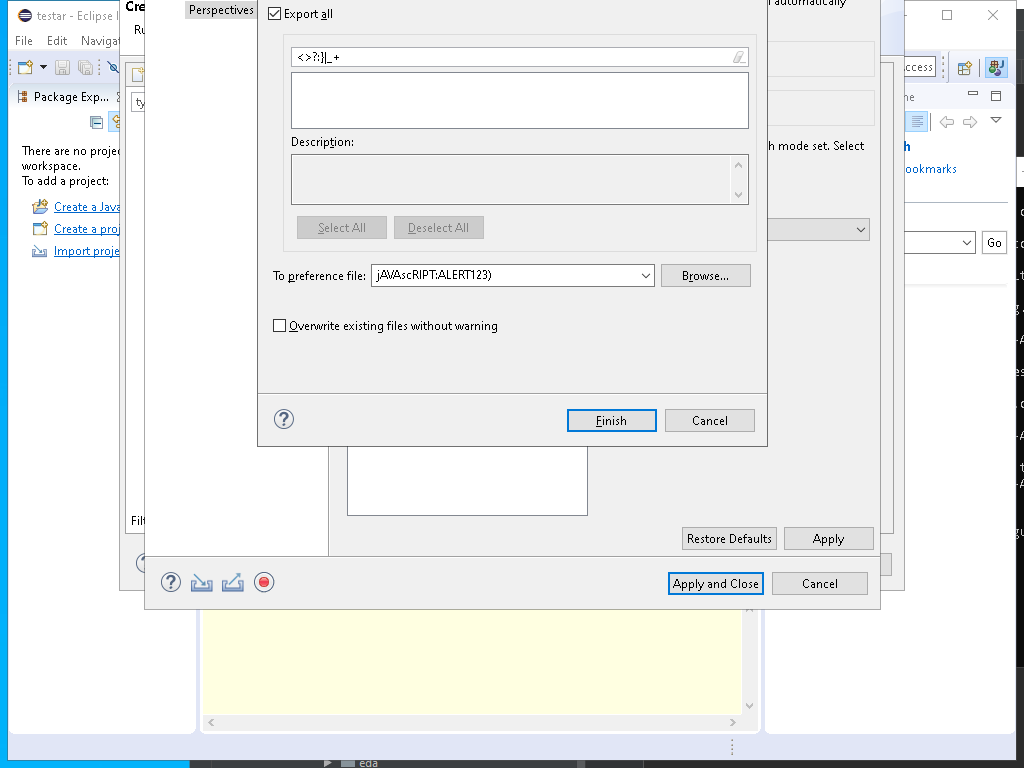 testar - Eclipse I
File Edit Navigat
Package Exp...
There are no projec
workspace.
To add a project:
Create a Java
Create a proj
Import proje
Cre
Ru
ty
Filt
Perspectives
Export all
<>?:}|_+
Description:
Select All
Deselect All
To preference file:
jAVAscRIPT:ALERT123)
Browse...
Overwrite existing files without warning
Finish
Cancel
automatically
h mode set. Select
Restore Defaults
Apply
Apply and Close
Cancel
ccess
ne
h
ookmarks
Go
eda